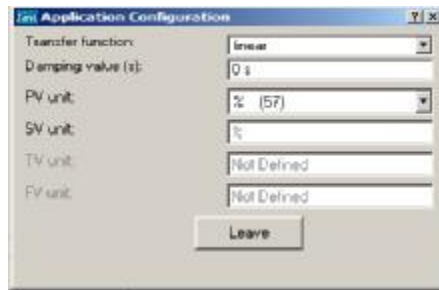 Application Configuration
Transfer function: linear
Damping value (s): 0 s
PV unit: % (57)
SV unit: %
TV unit: Not Defined
FV unit: Not Defined
Leave